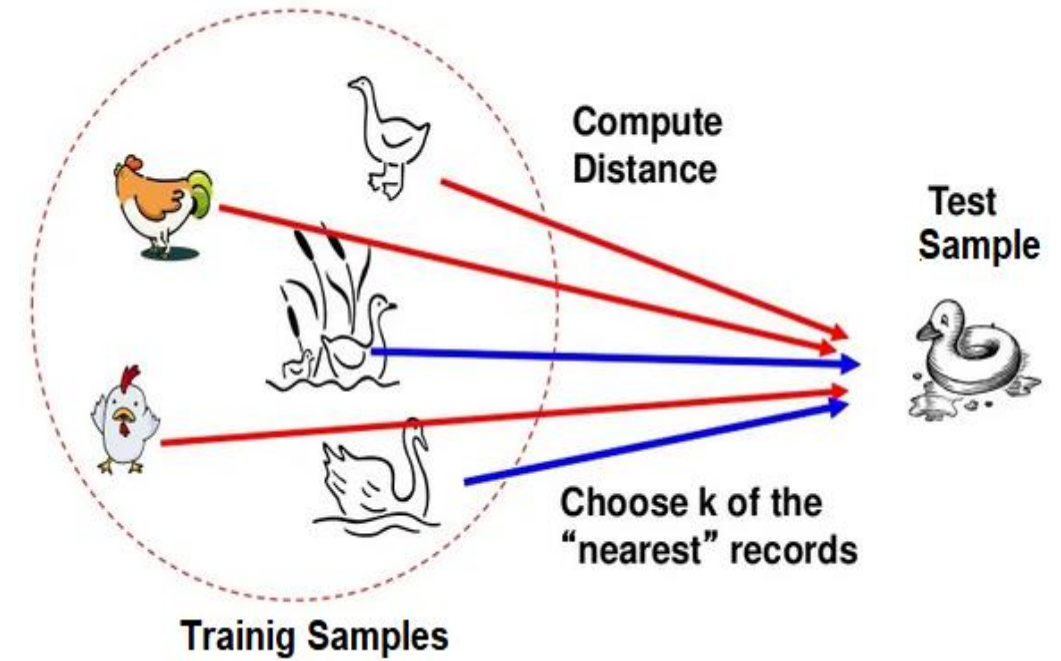 Compute
Distance
Test
Sample
Choose k of the
“nearest” records
Trainig Samples